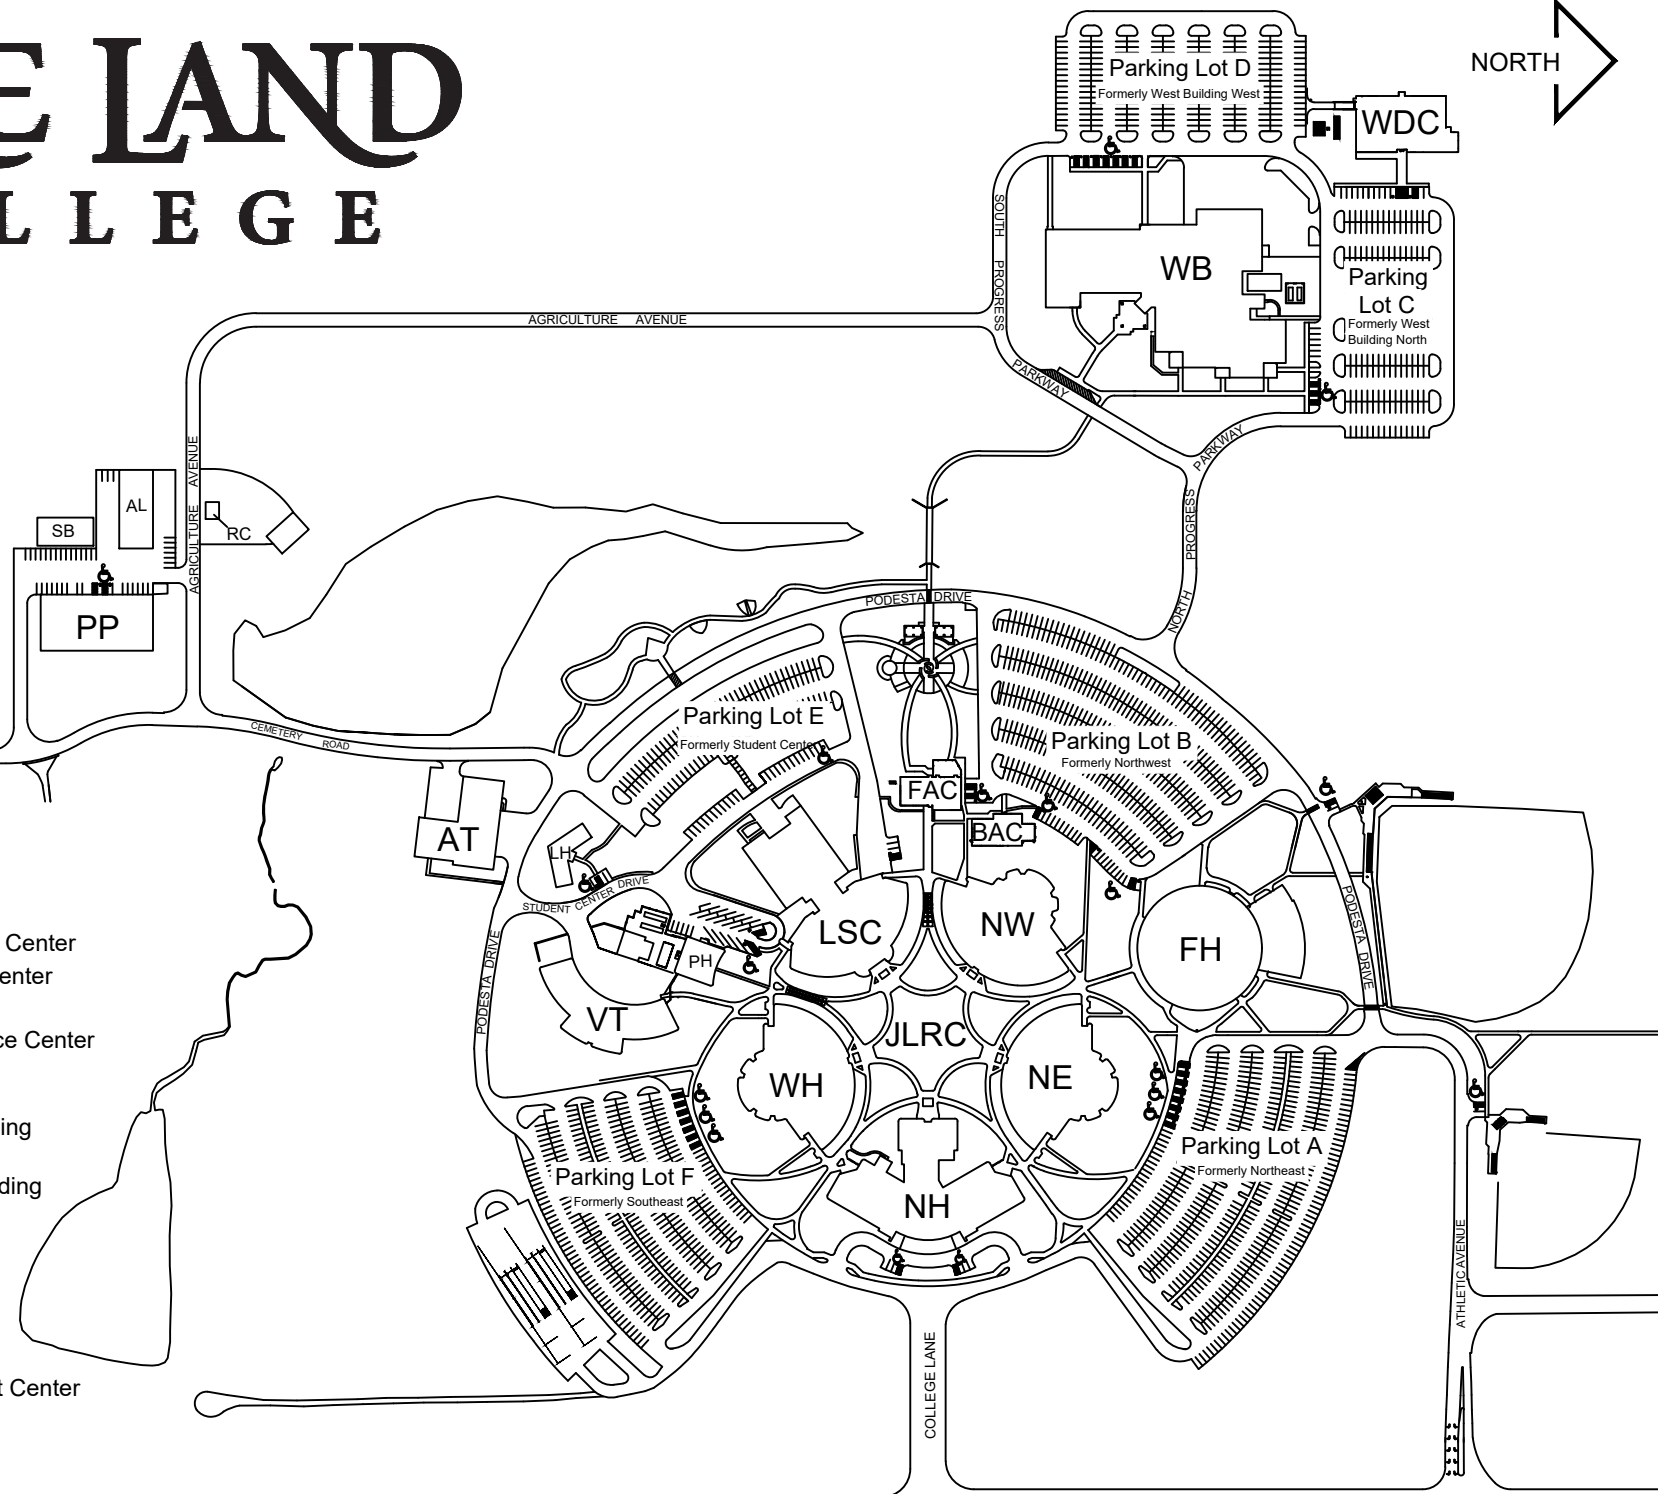 E LAND
LLEGE
NORTH
Parking Lot D
Formerly West Building West
WDC
SOUTH PROGRESS
WB
Parking
Lot C
Formerly West
Building North
AGRICULTURE AVENUE
PARKWAY
PARKWAY
AGRICULTURE AVENUE
PROGRESS
NORTH
AL
SB
RC
PP
PODESTA DRIVE
CEMETERY ROAD
Parking Lot E
Formerly Student Center
Parking Lot B
Formerly Northwest
FAC
BAC
AT
LH
STUDENT CENTER DRIVE
PODESTA DRIVE
LSC
NW
FH
PODESTA DRIVE
PH
VT
JLRC
WH
NE
Center
enter
ce Center
ing
ding
t Center
Parking Lot F
Formerly Southeast
Parking Lot A
Formerly Northeast
NH
COLLEGE LANE
ATHLETIC AVENUE